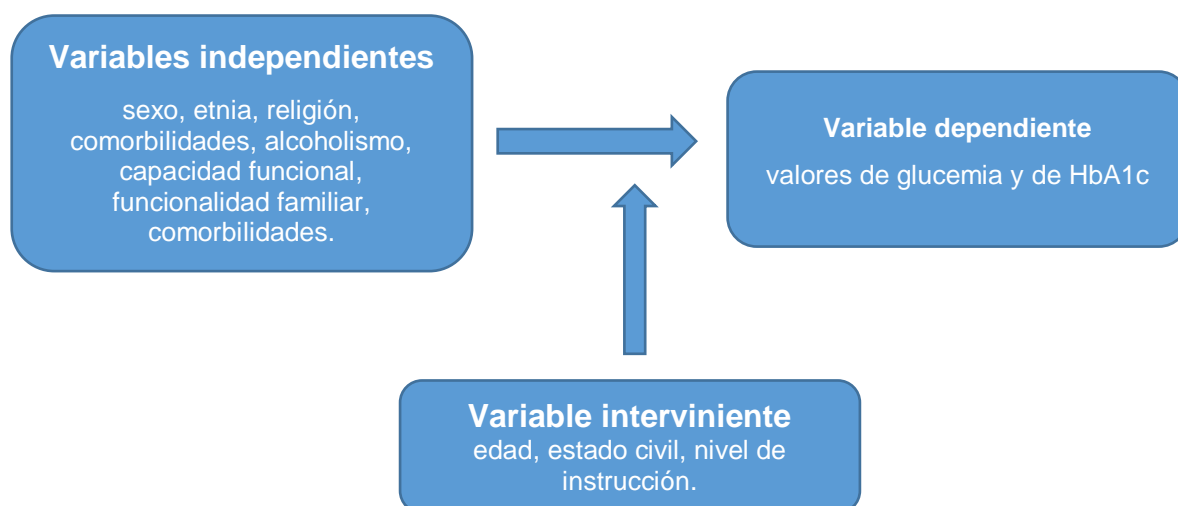 Variables independientes
sexo, etnia, religión,
comorbilidades, alcoholismo,
capacidad funcional,
funcionalidad familiar,
comorbilidades.
Variable dependiente
valores de glucemia y de HbA1c
Variable interviniente
edad, estado civil, nivel de
instrucción.